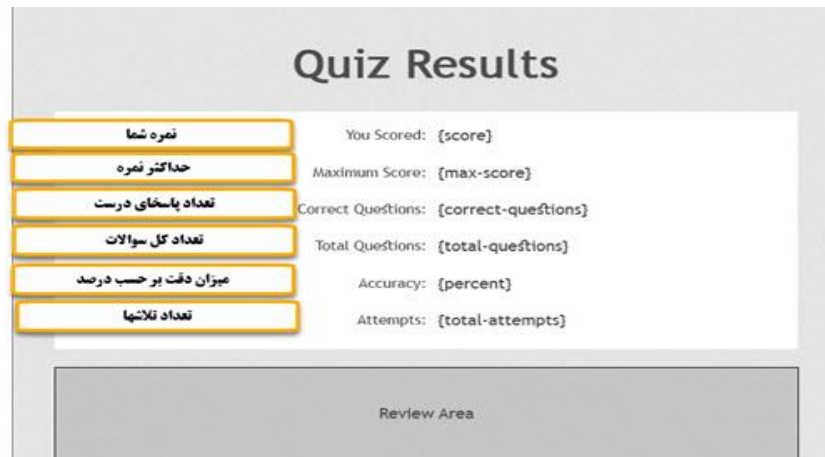 Quiz Results
نمره شما You Scored: {score}
حداکثر نمره Maximum Score: {max-score}
تعداد پاسخای درست Correct Questions: {correct-questions}
تعداد کل سوالات Total Questions: {total-questions}
میزان دقت بر حسب درصد Accuracy: {percent}
تعداد تلاشها Attempts: {total-attempts}
Review Area